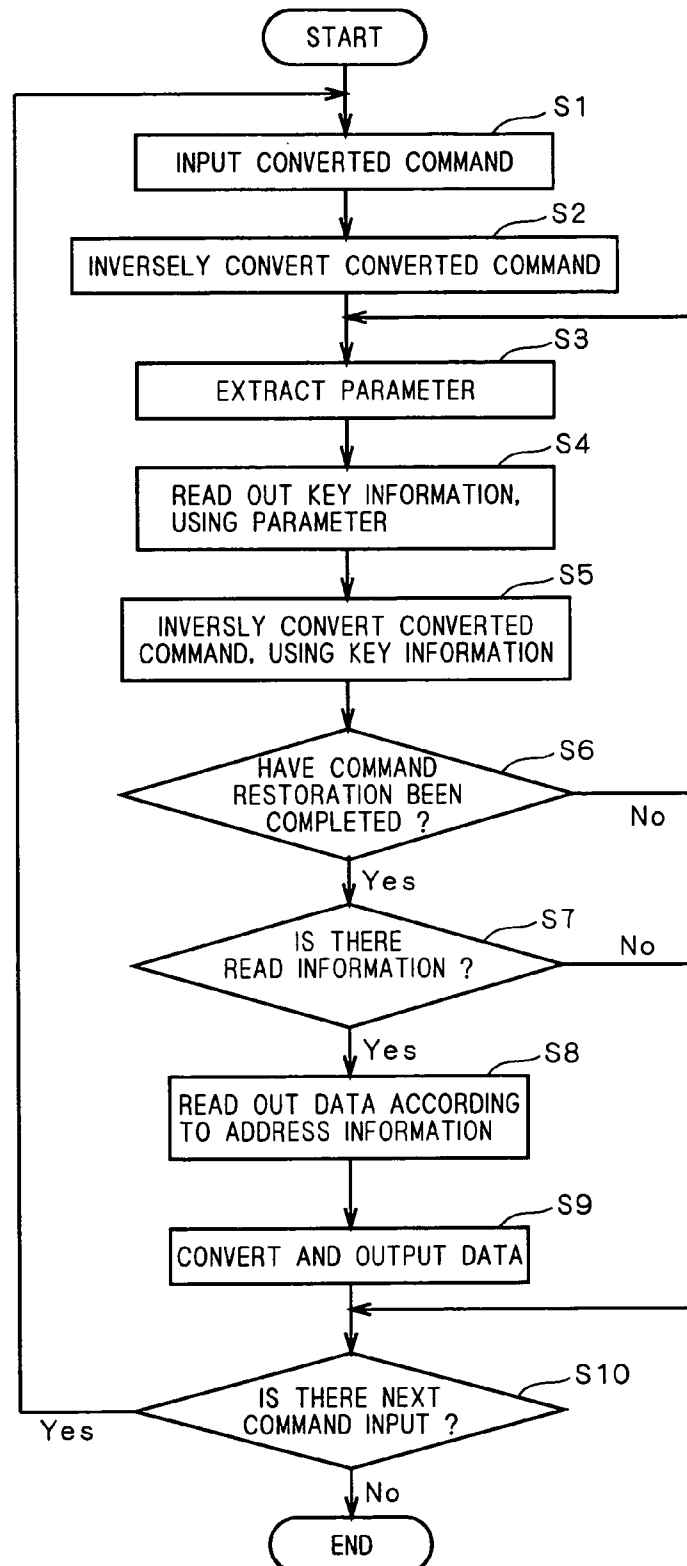 START
S1
INPUT CONVERTED COMMAND
S2
INVERSELY CONVERT CONVERTED COMMAND
S3
EXTRACT PARAMETER
S4
READ OUT KEY INFORMATION,
USING PARAMETER
S5
INVERSLY CONVERT CONVERTED
COMMAND, USING KEY INFORMATION
S6
HAVE COMMAND
RESTORATION BEEN
COMPLETED ?
No
Yes
S7
IS THERE
READ INFORMATION ?
No
Yes
S8
READ OUT DATA ACCORDING
TO ADDRESS INFORMATION
S9
CONVERT AND OUTPUT DATA
S10
IS THERE NEXT
COMMAND INPUT ?
Yes
No
END